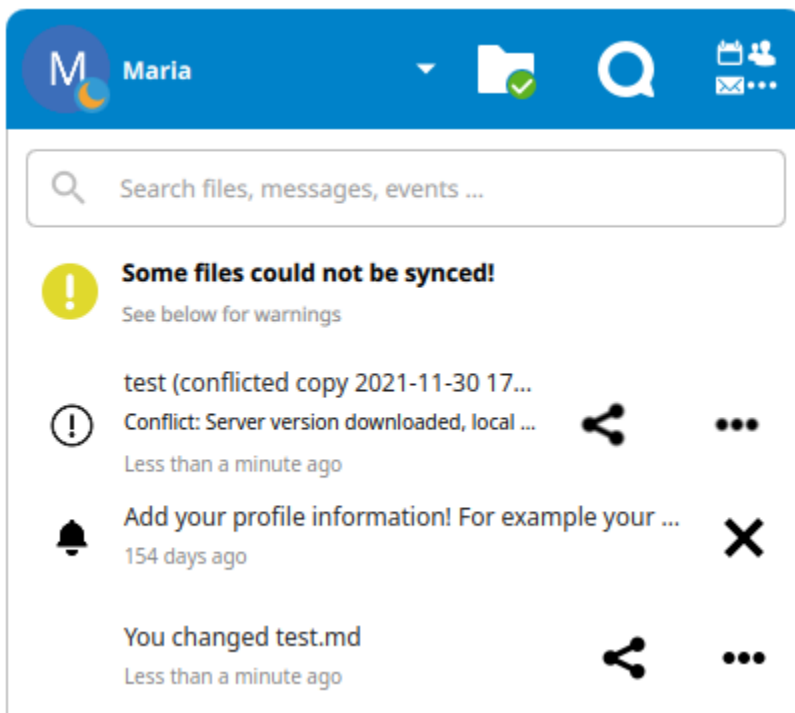 M
Maria
Search files, messages, events ...
Some files could not be synced!
See below for warnings
test (conflicted copy 2021-11-30 17...
Conflict: Server version downloaded, local ...
Less than a minute ago
Add your profile information! For example your ...
154 days ago
You changed test.md
Less than a minute ago